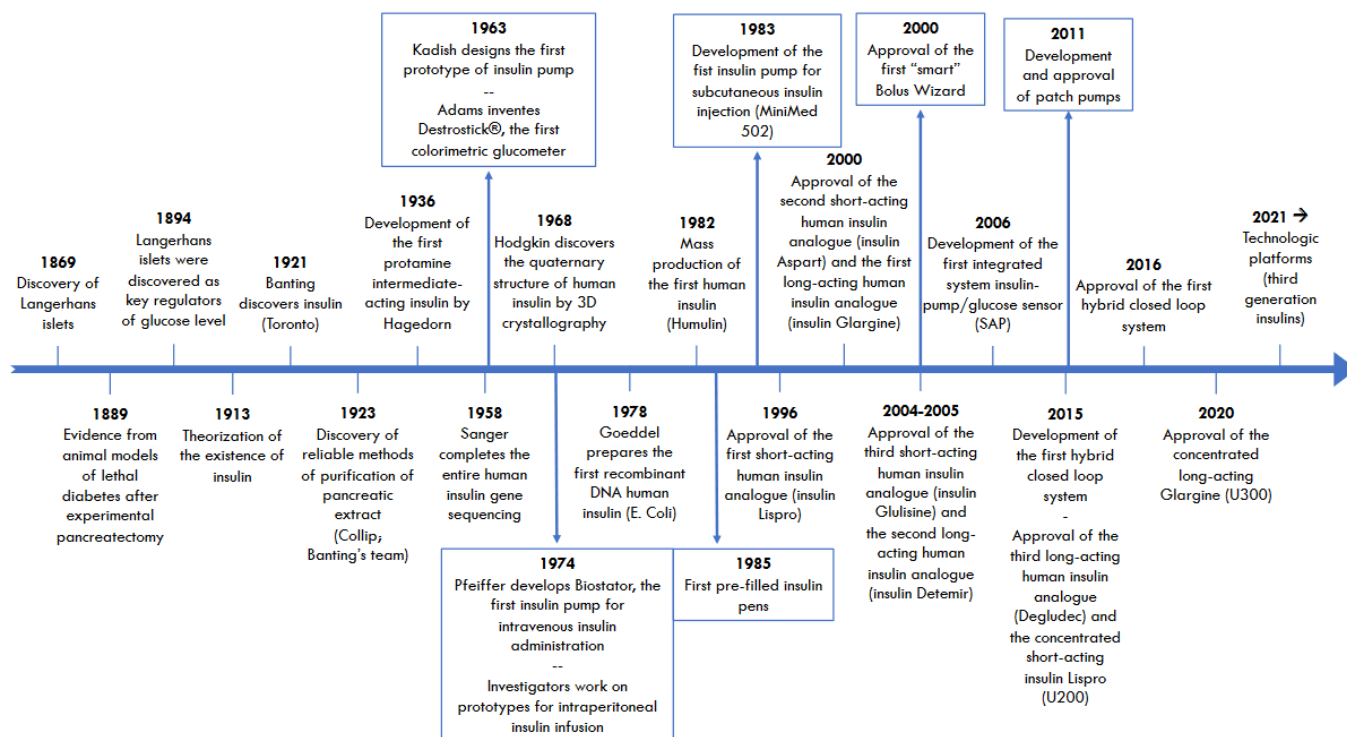 1963
Kadish designs the first
prototype of insulin pump
--
Adams inventes
Destrostick®, the first
colorimetric glucometer
1983
Development of the
fist insulin pump for
subcutaneous insulin
injection (MiniMed
502)
2000
Approval of the
first “smart”
Bolus Wizard
2011
Development
and approval
of patch pumps
1869
Discovery of
Langerhans
islets
1894
Langerhans
islets were
discovered as
key regulators
of glucose level
1921
Banting
discovers insulin
(Toronto)
1936
Development of
the first
protamine
intermediate-
acting insulin by
Hagedorn
1968
Hodgkin discovers
the quaternary
structure of human
insulin by 3D
crystallography
1982
Mass
production of
the first human
insulin
(Humulin)
2000
Approval of the
second short-acting
human insulin
analogue (insulin
Aspart) and the first
long-acting human
insulin analogue
(insulin Glargine)
2006
Development of the
first integrated
system insulin-
pump/glucose sensor
(SAP)
2016
Approval of the first
hybrid closed loop
system
2021 →
Technologic
platforms
(third
generation
insulins)
1889
Evidence from
animal models
of lethal
diabetes after
experimental
pancreatectomy
1913
Theorization of
the existence of
insulin
1923
Discovery of
reliable methods
of purification of
pancreatic
extract
(Collip;
Banting’s team)
1958
Sanger
completes the
entire human
insulin gene
sequencing
1978
Goeddel
prepares the
first recombinant
DNA human
insulin (E. Coli)
1996
Approval of the
first short-acting
human insulin
analogue (insulin
Lispro)
2004-2005
Approval of the
third short-acting
human insulin
analogue (insulin
Glulisine) and
the second long-
acting human
insulin analogue
(insulin Detemir)
2015
Development of
the first hybrid
closed loop
system
-
Approval of the
third long-acting
human insulin
analogue
(Degludec) and
the concentrated
short-acting
insulin Lispro
(U200)
2020
Approval of the
concentrated
long-acting
Glargine (U300)
1974
Pfeiffer develops Biostator, the
first insulin pump for
intravenous insulin
administration
--
Investigators work on
prototypes for intraperitoneal
insulin infusion
1985
First pre-filled insulin
pens